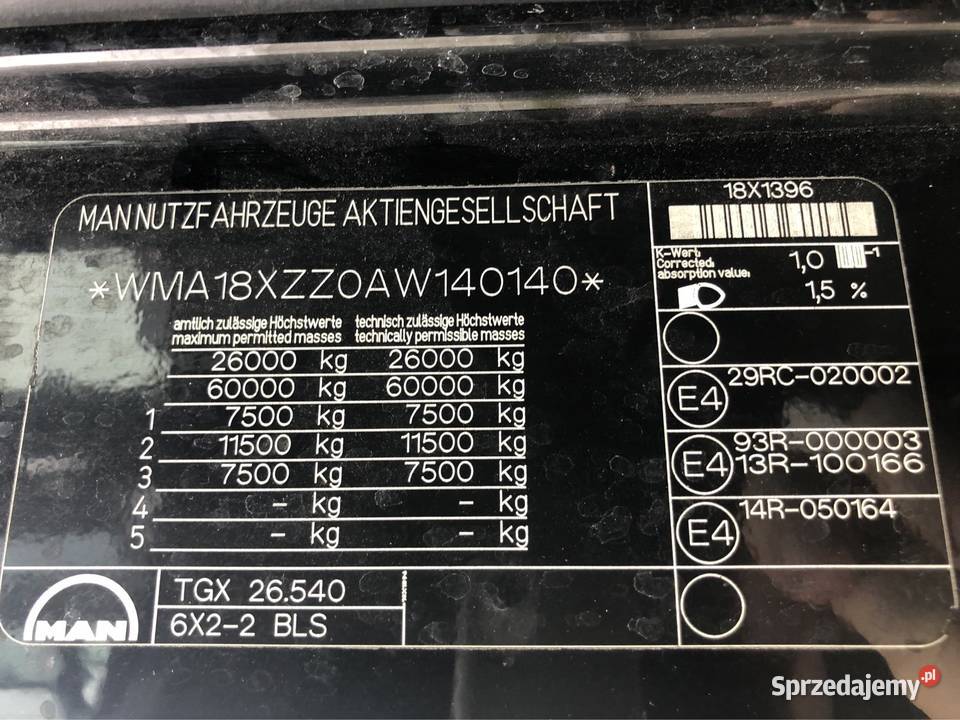 MAN NUTZFAHRZEUGE AKTIENGESELLSCHAFT
*WMA18XZZ0AW140140*
amtlich zulässige Höchstwerte technisch zulässige Höchstwerte
maximum permitted masses technically permissible masses
26000 kg 26000 kg
60000 kg 60000 kg
1 7500 kg 7500 kg
2 11500 kg 11500 kg
3 7500 kg 7500 kg
4 - kg - kg
5 - kg - kg
MAN
TGX 26.540
6X2-2 BLS
18X1396
K-Wert:
Corrected:
absorption value:
1,0 -1
1,5 %
E4 29RC-020002
E4 93R-000003
13R-100166
E4 14R-050164
Sprzedajemy.pl